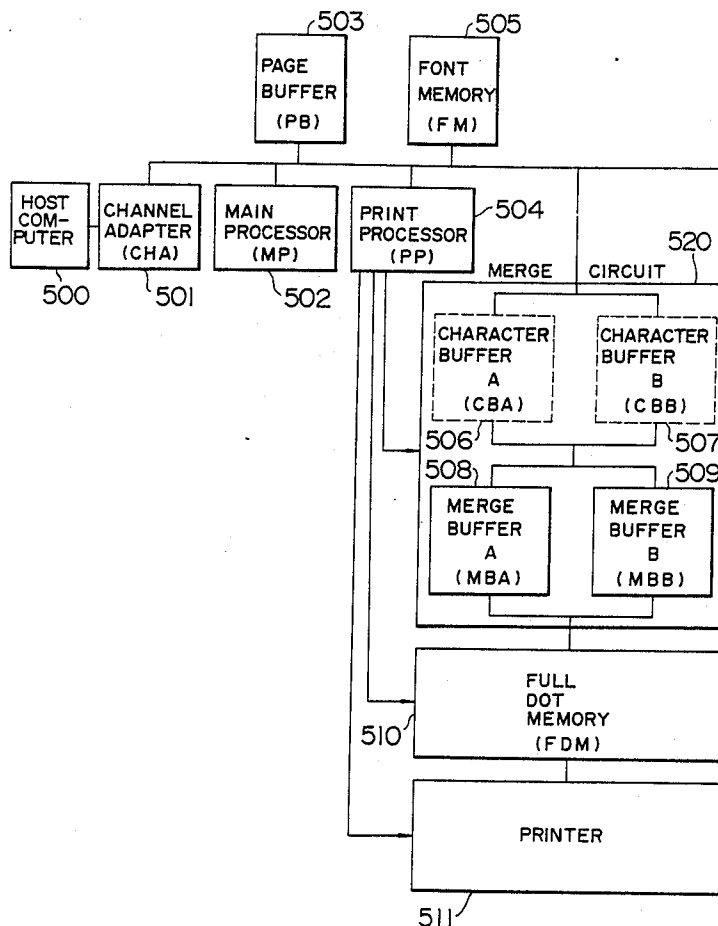 503
505
PAGE
BUFFER
(PB)
FONT
MEMORY
(FM)
HOST
COM-
PUTER
500
CHANNEL
ADAPTER
(CHA)
501
MAIN
PROCESSOR
(MP)
502
PRINT
PROCESSOR
(PP)
504
MERGE CIRCUIT
520
CHARACTER
BUFFER
A
(CBA)
506
CHARACTER
BUFFER
B
(CBB)
507
508
509
MERGE
BUFFER
A
(MBA)
MERGE
BUFFER
B
(MBB)
FULL
DOT
MEMORY
(FDM)
510
PRINTER
511